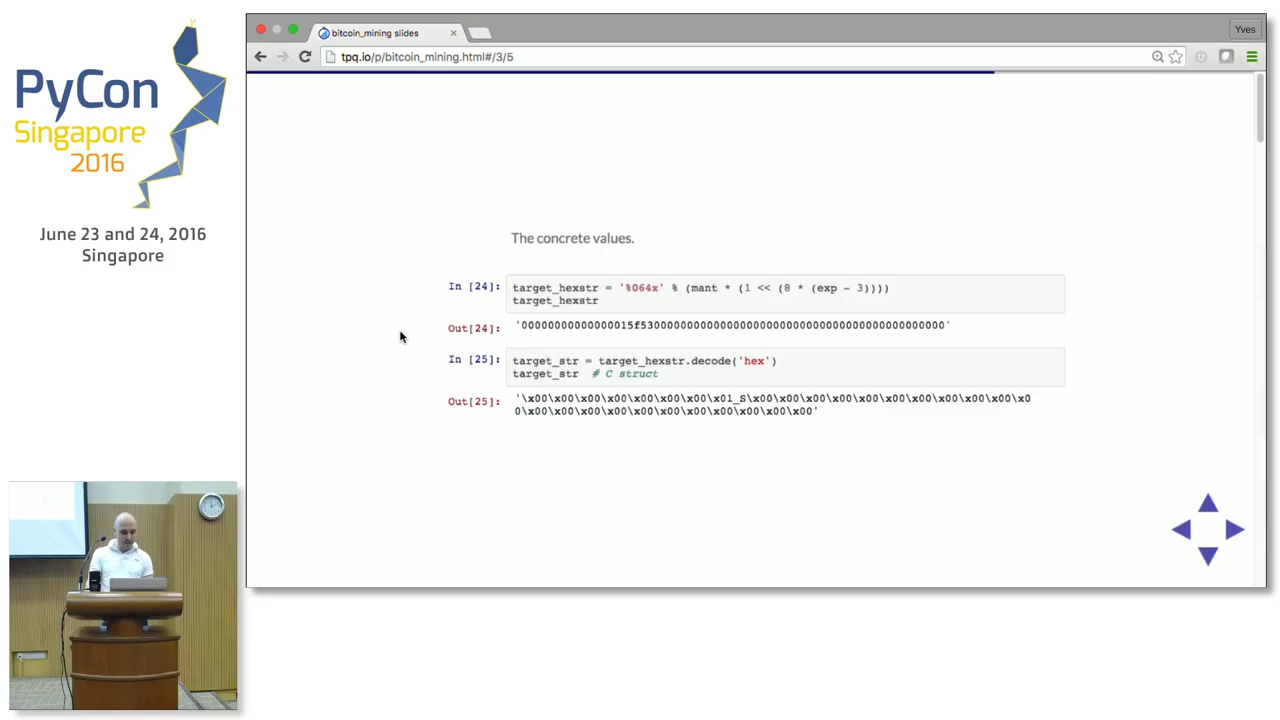 PyCon
Singapore
2016
June 23 and 24, 2016
Singapore
bitcoin_mining slides
Yves
tpq.io/p/bitcoin_mining.html#/3/5
The concrete values.
In [24]: target_hexstr = '%064x' % (mant * (1 << (8 * (exp - 3))))
target_hexstr
Out[24]: '00000000000000015f5300000000000000000000000000000000000000000000'
In [25]: target_str = target_hexstr.decode('hex')
target_str # C struct
Out[25]: '\x00\x00\x00\x00\x00\x00\x00\x01_S\x00\x00\x00\x00\x00\x00\x00\x00\x00\x00\x0
0\x00\x00\x00\x00\x00\x00\x00\x00\x00\x00\x00'